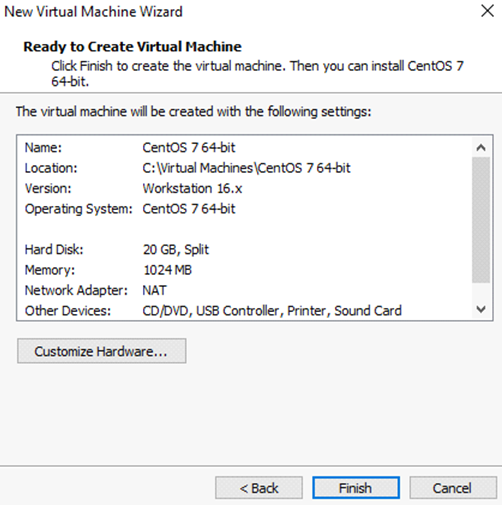 New Virtual Machine Wizard
Ready to Create Virtual Machine
Click Finish to create the virtual machine. Then you can install CentOS 7
64-bit.
The virtual machine will be created with the following settings:
Name: CentOS 7 64-bit
Location: C:\Virtual Machines\CentOS 7 64-bit
Version: Workstation 16.x
Operating System: CentOS 7 64-bit
Hard Disk: 20 GB, Split
Memory: 1024 MB
Network Adapter: NAT
Other Devices: CD/DVD, USB Controller, Printer, Sound Card
Customize Hardware...
< Back Finish Cancel